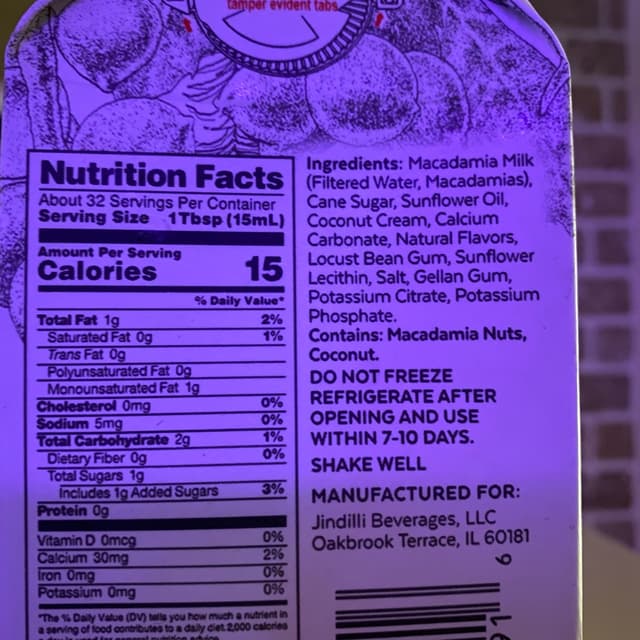 tamper evident tabs
Nutrition Facts
About 32 Servings Per Container
Serving Size 1Tbsp (15mL)
Amount Per Serving
Calories 15
% Daily Value*
Total Fat 1g 2%
Saturated Fat 0g 1%
Trans Fat 0g
Polyunsaturated Fat 0g
Monounsaturated Fat 1g
Cholesterol 0mg 0%
Sodium 5mg 0%
Total Carbohydrate 2g 1%
Dietary Fiber 0g 0%
Total Sugars 1g
Includes 1g Added Sugars 3%
Protein 0g
Vitamin D 0mcg 0%
Calcium 30mg 2%
Iron 0mg 0%
Potassium 0mg 0%
*The % Daily Value (DV) tells you how much a nutrient in
a serving of food contributes to a daily diet. 2,000 calories
Ingredients: Macadamia Milk
(Filtered Water, Macadamias),
Cane Sugar, Sunflower Oil,
Coconut Cream, Calcium
Carbonate, Natural Flavors,
Locust Bean Gum, Sunflower
Lecithin, Salt, Gellan Gum,
Potassium Citrate, Potassium
Phosphate.
Contains: Macadamia Nuts,
Coconut.
DO NOT FREEZE
REFRIGERATE AFTER
OPENING AND USE
WITHIN 7-10 DAYS.
SHAKE WELL
MANUFACTURED FOR:
Jindilli Beverages, LLC
Oakbrook Terrace, IL 60181